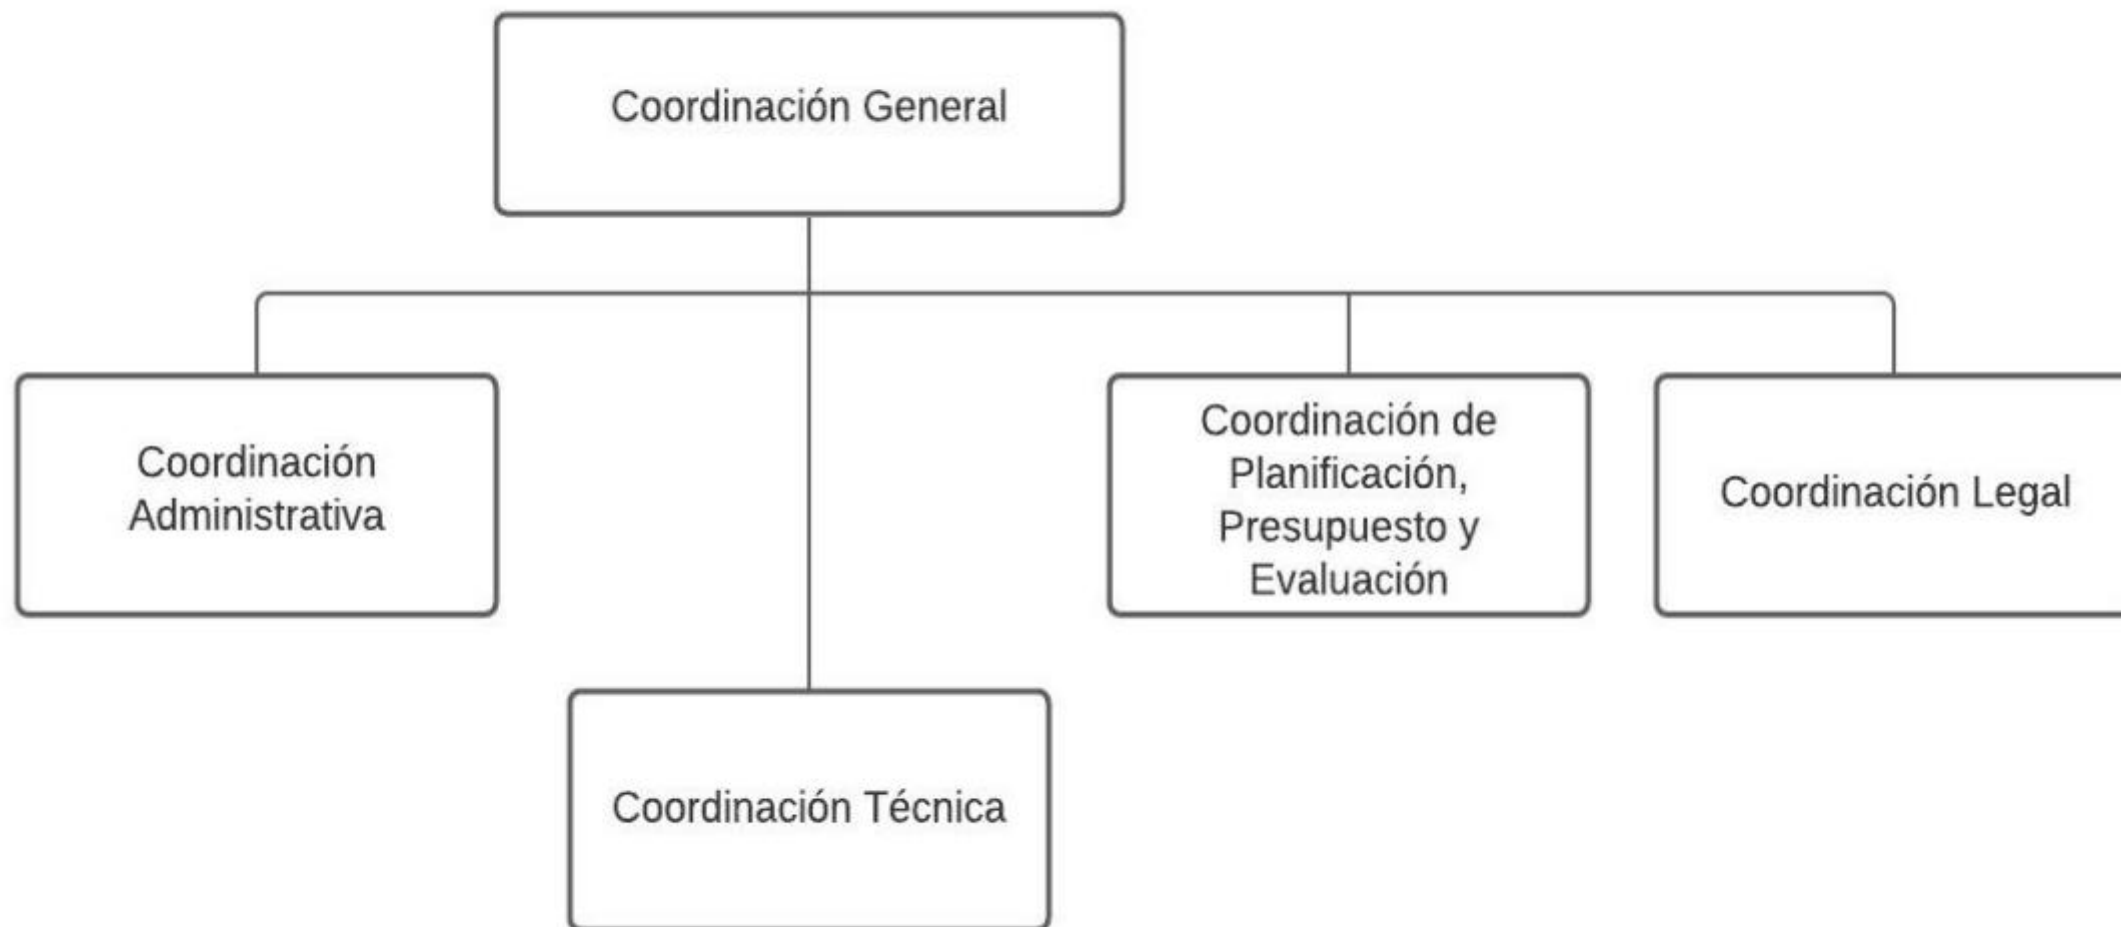 Coordinación General
Coordinación
Administrativa
Coordinación de
Planificación,
Presupuesto y
Evaluación
Coordinación Legal
Coordinación Técnica